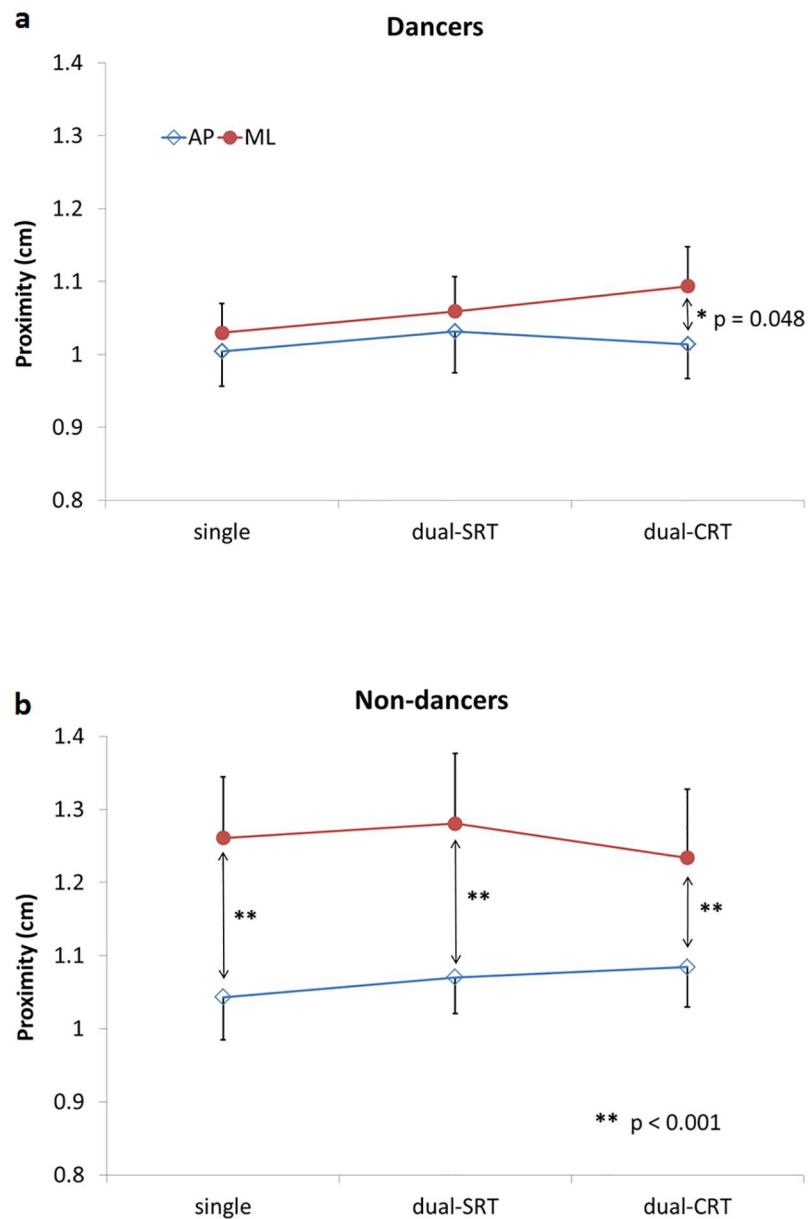 a
Dancers
1.4
1.3
1.2
1.1
1
0.9
0.8
Proximity (cm)
AP ML
* p = 0.048
single dual-SRT dual-CRT
b
Non-dancers
1.4
1.3
1.2
1.1
1
0.9
0.8
Proximity (cm)
** ** **
** p < 0.001
single dual-SRT dual-CRT